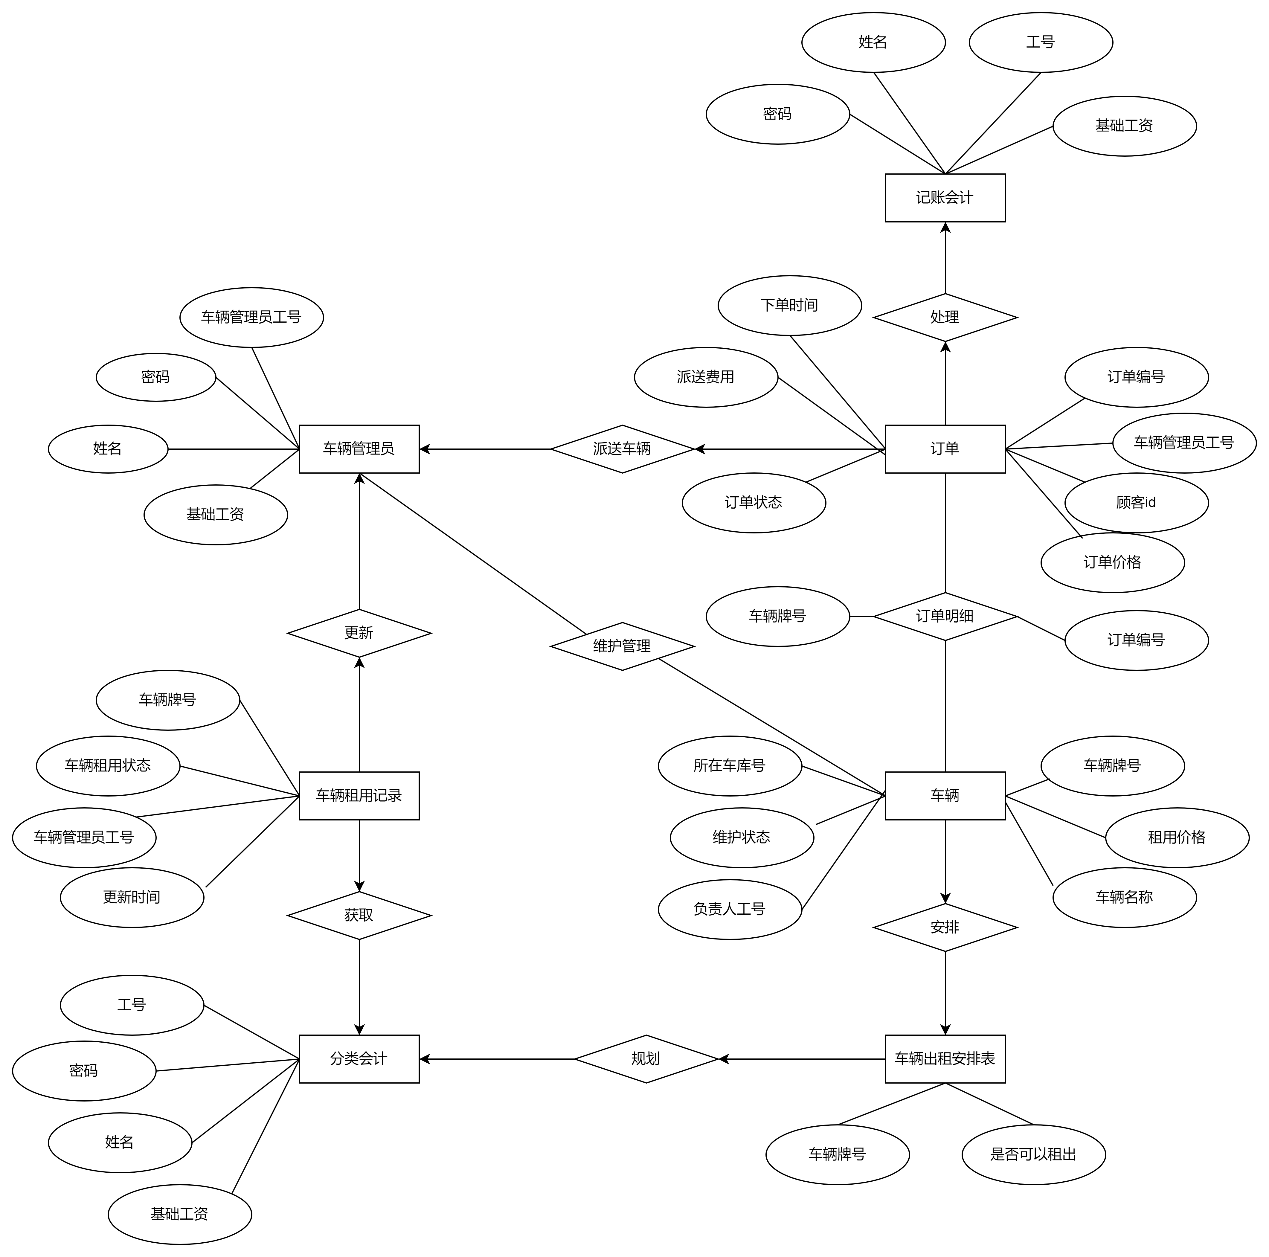 姓名
工号
密码
基础工资
记账会计
处理
下单时间
派送费用
订单状态
订单
订单编号
车辆管理员工号
顾客id
订单价格
派送车辆
车辆管理员工号
密码
姓名
基础工资
车辆管理员
更新
维护管理
车辆牌号
订单明细
订单编号
车辆牌号
车辆租用状态
车辆管理员工号
更新时间
车辆租用记录
所在车库号
维护状态
负责人工号
车辆
车辆牌号
租用价格
车辆名称
获取
安排
工号
密码
姓名
基础工资
分类会计
规划
车辆出租安排表
车辆牌号
是否可以租出